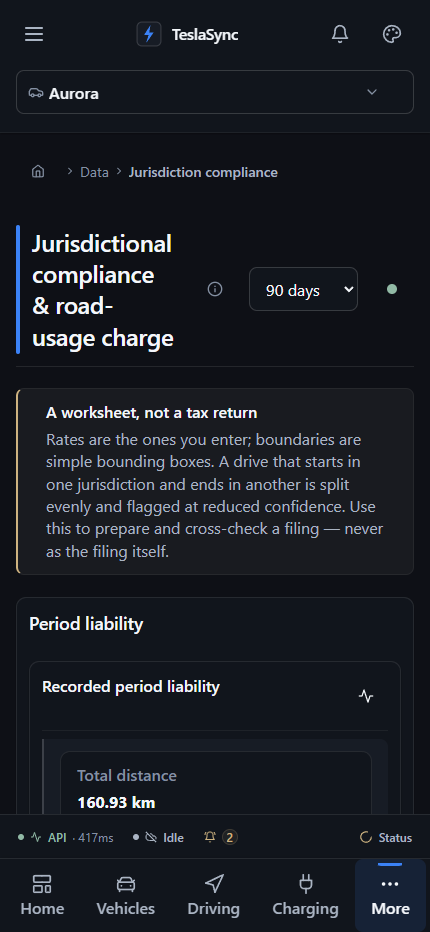 TeslaSync
Aurora
Data
Jurisdiction compliance
Jurisdictional
compliance
& road-
usage charge
90 days
A worksheet, not a tax return
Rates are the ones you enter; boundaries are
simple bounding boxes. A drive that starts in
one jurisdiction and ends in another is split
evenly and flagged at reduced confidence. Use
this to prepare and cross-check a filing — never
as the filing itself.
Period liability
Recorded period liability
Total distance
160.93 km
API · 417ms
Idle
2
Status
Home
Vehicles
Driving
Charging
More